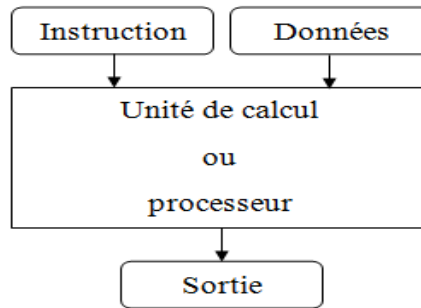 Instruction
Données
Unité de calcul
ou
processeur
Sortie